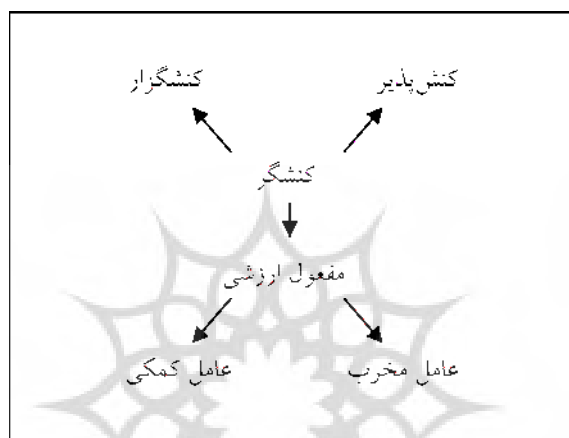 کنش‌پذیر کنشگزار
کنشگر
مفعول ارزشی
عامل مخرب عامل کمکی